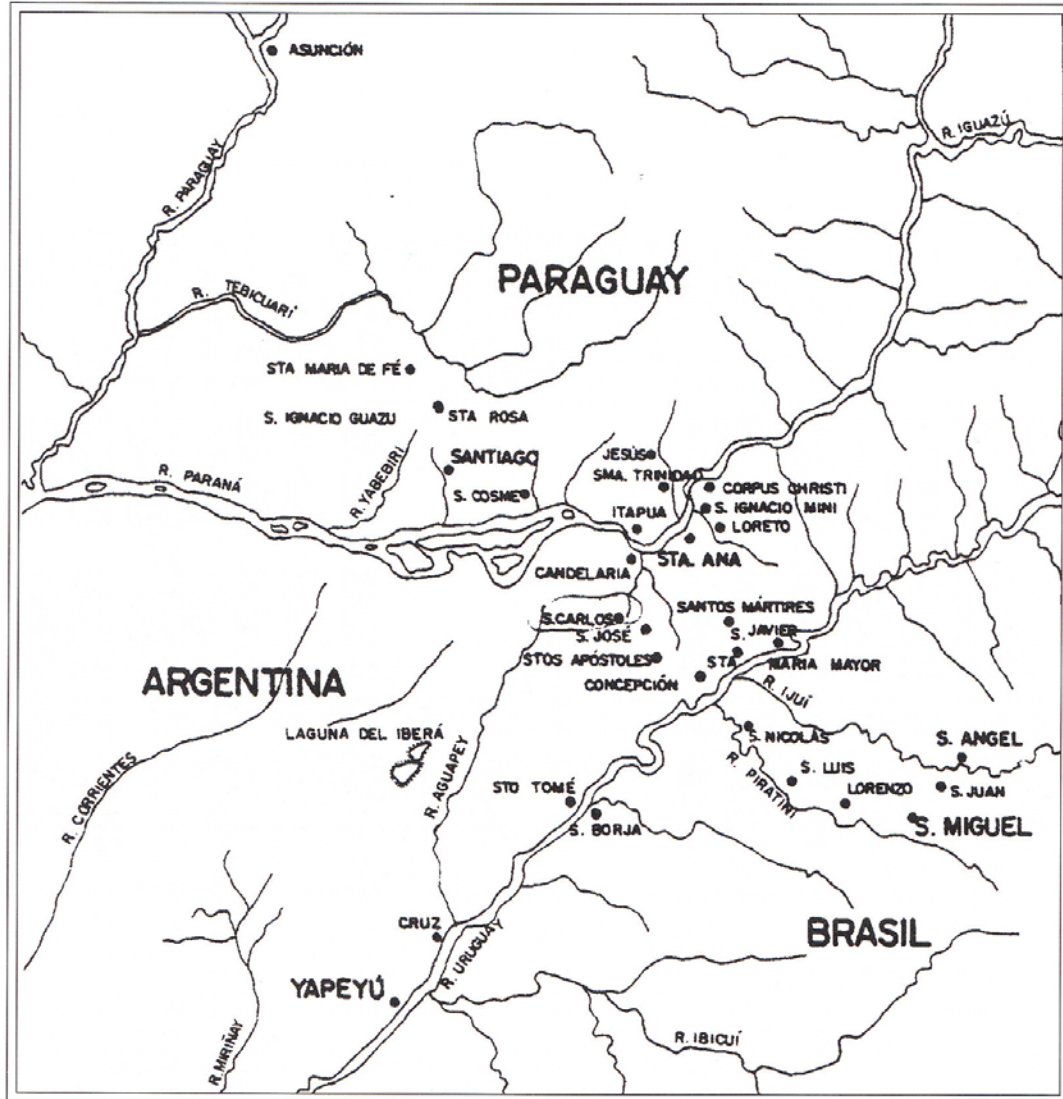 ASUNCIÓN
R. IGUAZÚ
R. PARAGUAY
PARAGUAY
R. TEBICUARÍ
STA MARIA DE FÉ
S. IGNACIO GUAZU
STA ROSA
SANTIAGO
JESÚS
R. PARANÁ
R. YABEBIRI
S. COSME
SMA. TRINIDAD
CORPUS CHRISTI
S. IGNACIO MINI
ITAPUA
LORETO
STA. ANA
CANDELARIA
S. CARLOS
SANTOS MÁRTIRES
S. JOSÉ
S. JAVIER
STOS APÓSTOLES
STA MARIA MAYOR
CONCEPCIÓN
ARGENTINA
R. IJUÍ
LAGUNA DEL IBERÁ
S. NICOLÁS
S. ANGEL
R. CORRIENTES
R. AGUAPEY
R. PIRATINI
S. LUIS
STO TOMÉ
LORENZO
S. JUAN
S. BORJA
S. MIGUEL
CRUZ
R. URUGUAY
BRASIL
YAPEYÚ
R. MIRIÑAY
R. IBICUÍ